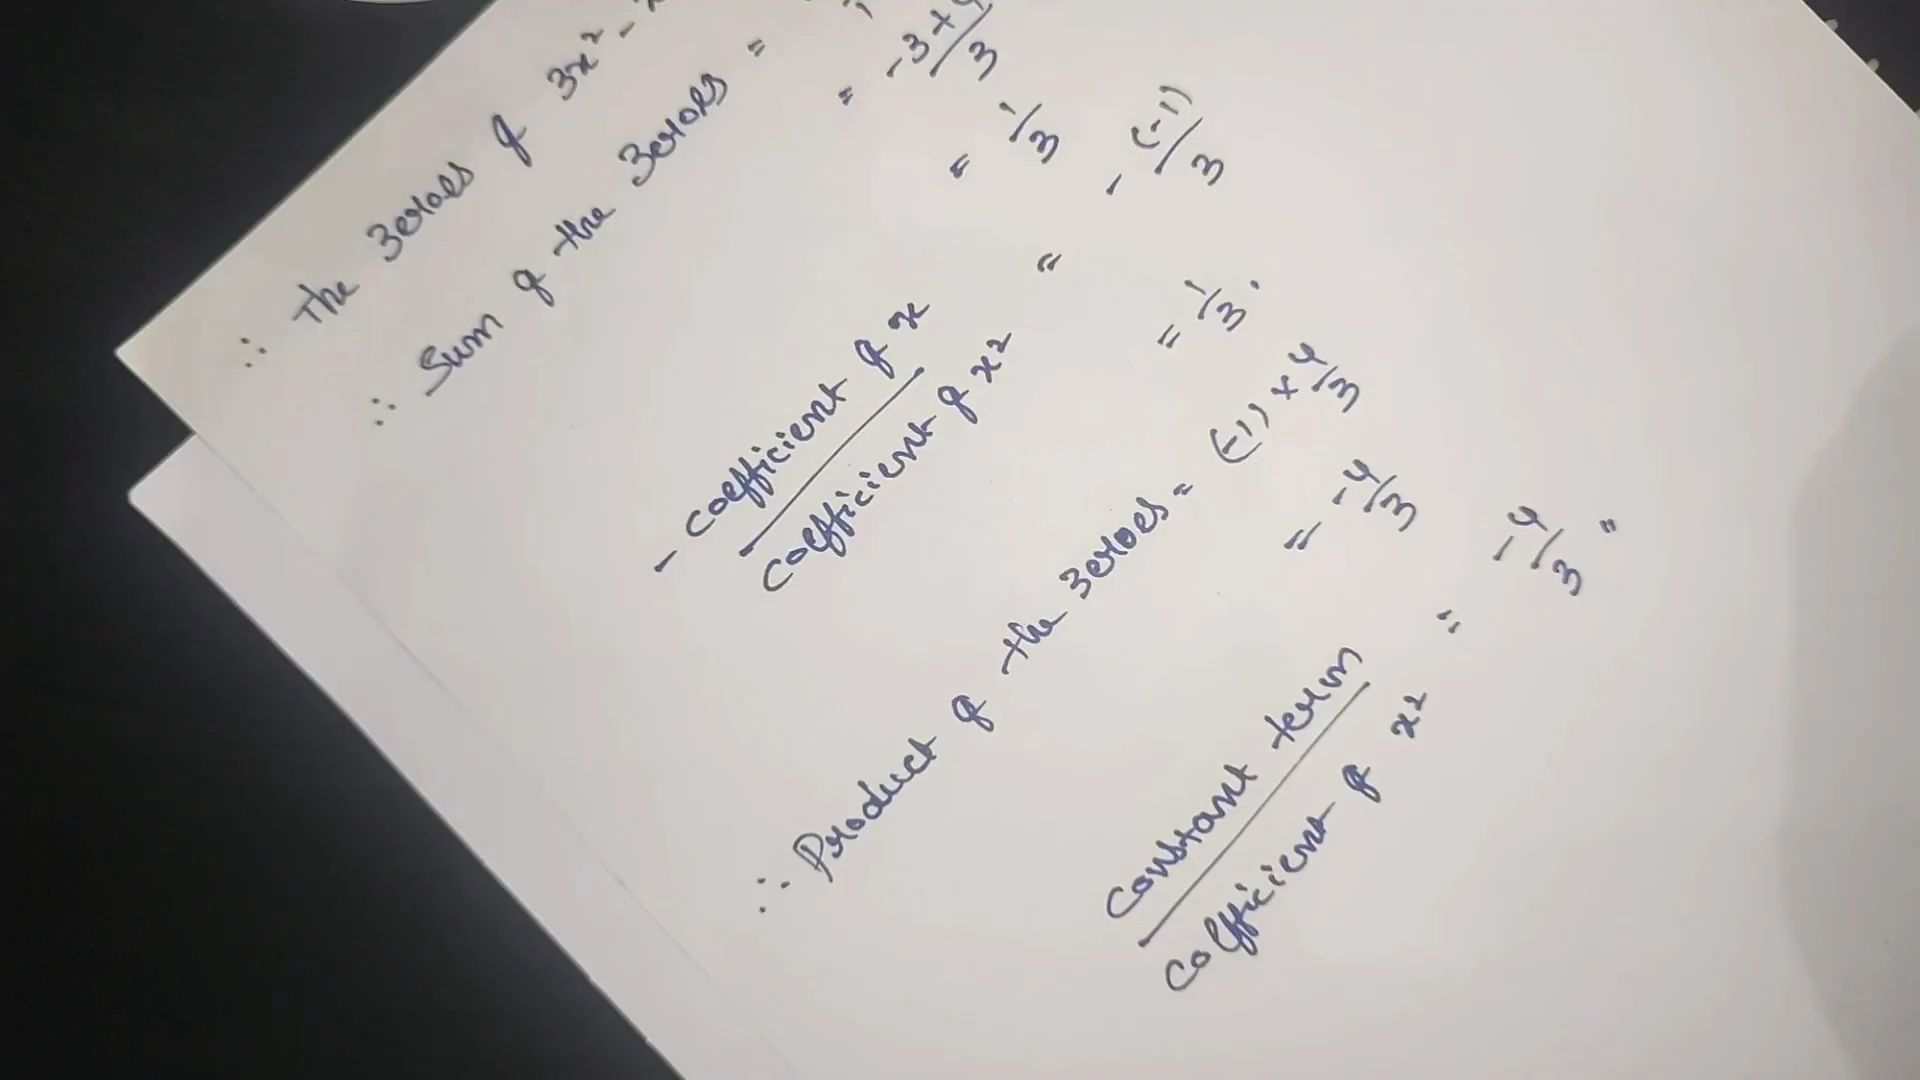 ∴ The zeroes of 3x² -
∴ Sum of the zeroes =
= -3+4/3
= 1/3
- coefficient of x / coefficient of x² = -(-1)/3
= 1/3.
∴ Product of the zeroes = (-1) x 4/3
= -4/3
constant term / coefficient of x² = -4/3 "